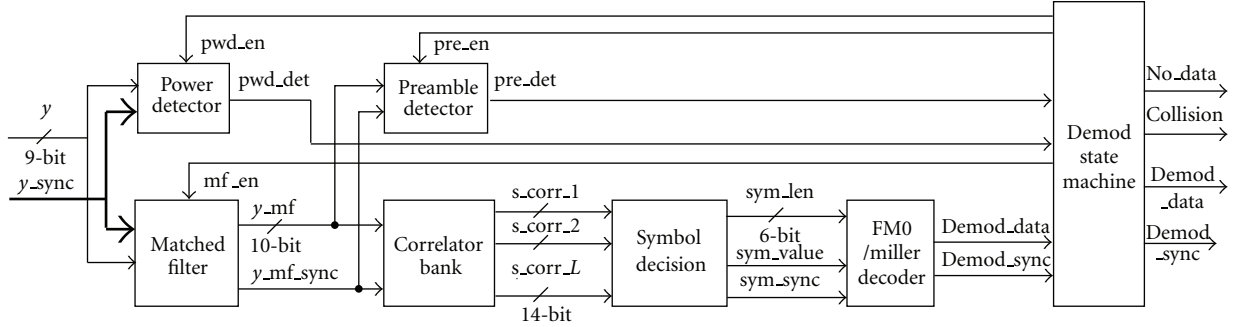 pwd_en
pre_en
Power
detector
pwd_det
Preamble
detector
pre_det
No_data
Collision
Demod
_data
Demod
_sync
Demod
state
machine
y
9-bit
y_sync
mf_en
Matched
filter
y_mf
10-bit
y_mf_sync
Correlator
bank
s_corr_1
s_corr_2
s_corr_L
14-bit
Symbol
decision
sym_len
6-bit
sym_value
sym_sync
FM0
/miller
decoder
Demod_data
Demod_sync